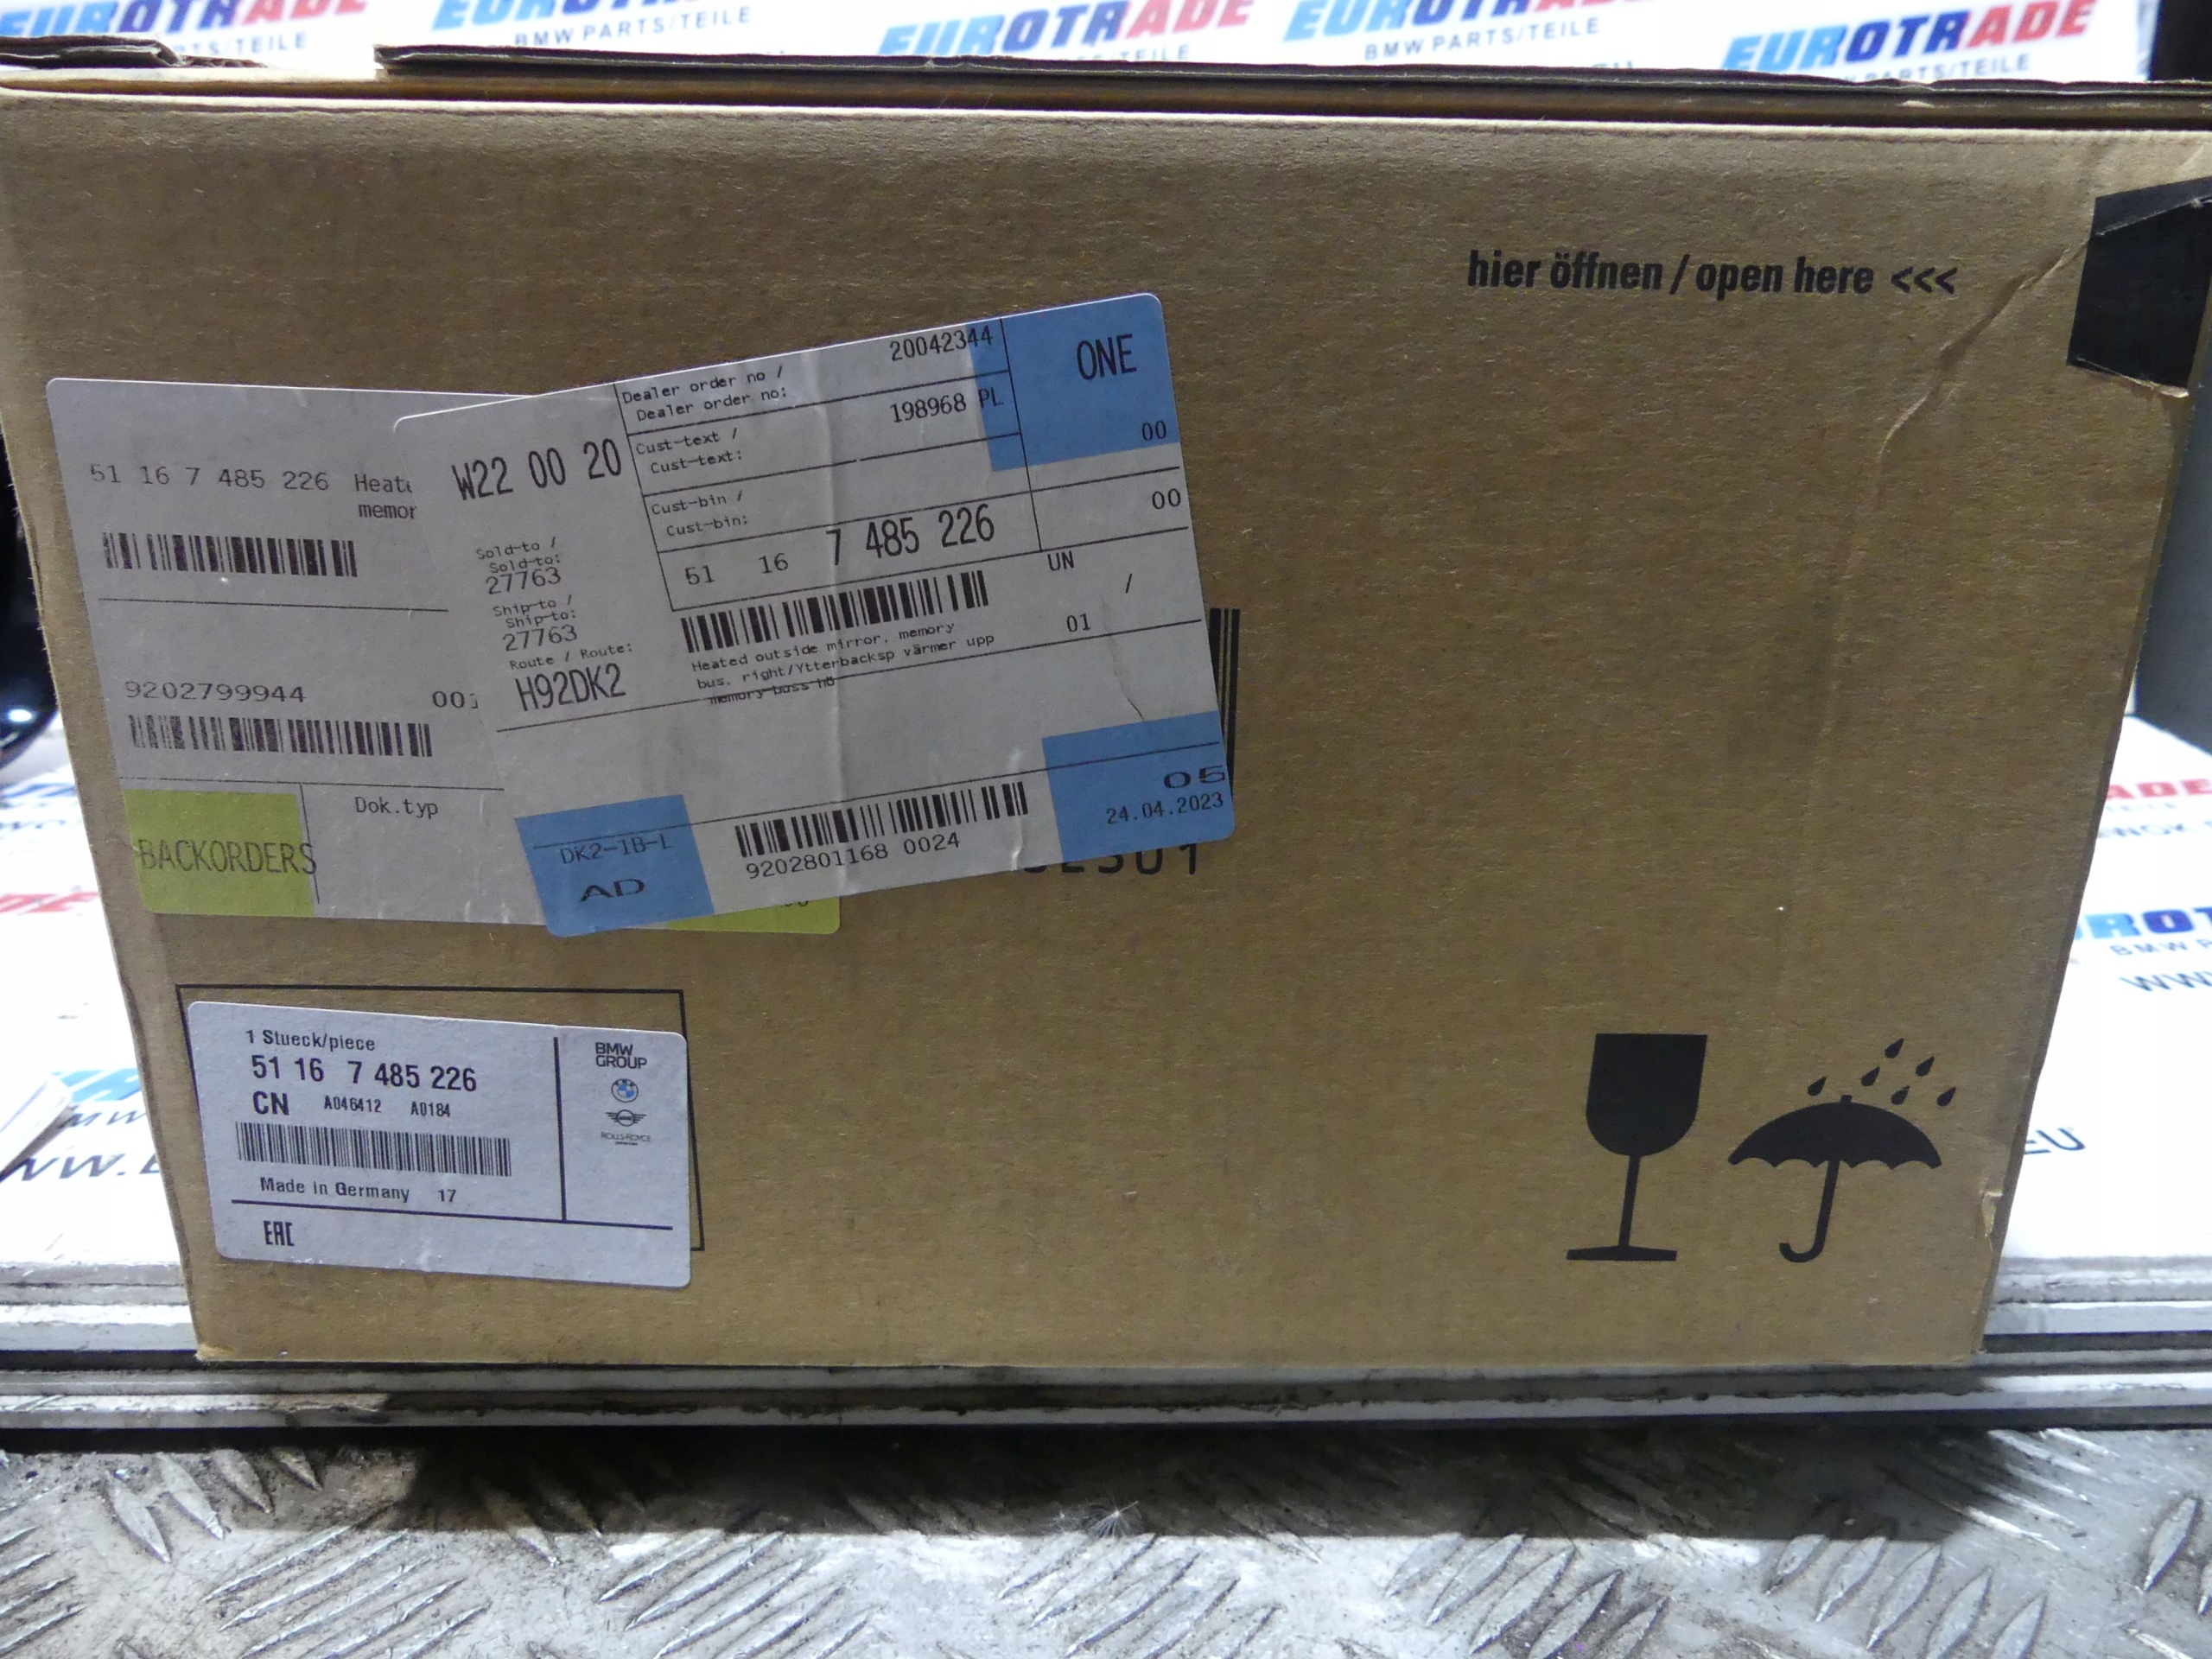 EUROTRADE
BMW PARTS/TEILE
EUROTRADE
BMW PARTS/TEILE
EUROTRADE
PARTS/TEILE
hier öffnen / open here <<<
51 16 7 485 226
memor
9202799944
BACKORDERS
Dok.typ
W22 00 20
Sold-to /
Sold-to:
27763
Ship-to /
Ship-to:
27763
Route / Route:
H92DK2
Dealer order no /
Dealer order no:
20042344
Cust-text /
Cust-text:
198968 PL
Cust-bin /
Cust-bin:
ONE
00
00
51 16 7 485 226
UN /
01
Heated outside mirror, memory
bus, right/Ytterbacksp värmer upp
memory buss hö
DK2-1B-L
AD
9202801168 0024
05
24.04.2023
1 Stueck/piece
51 16 7 485 226
CN A046412 A0184
Made in Germany 17
EAC
BMW
GROUP
ROLLS-ROYCE